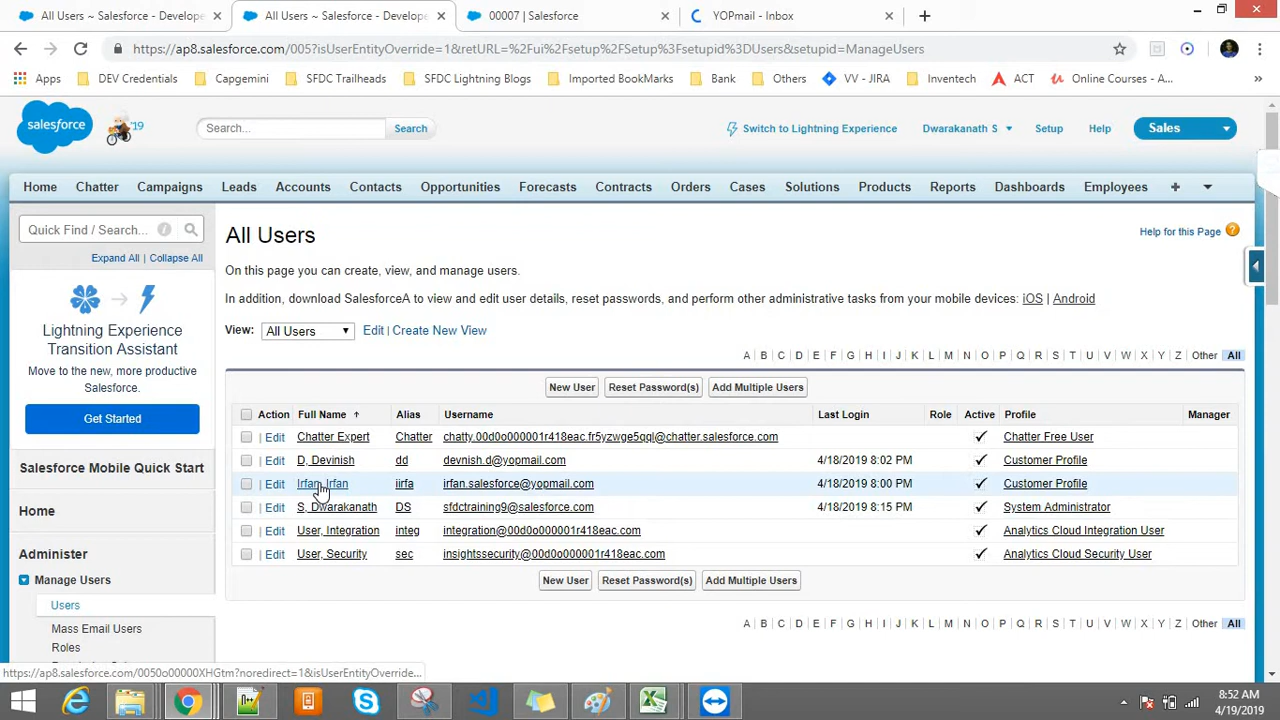 All Users ~ Salesforce - Develope
All Users ~ Salesforce - Develope
00007 | Salesforce
YOPmail - Inbox
https://ap8.salesforce.com/005?isUserEntityOverride=1&retURL=%2Fui%2Fsetup%2FSetup%3Fsetupid%3DUsers&setupid=ManageUsers
Apps
DEV Credentials
Capgemini
SFDC Trailheads
SFDC Lightning Blogs
Imported BookMarks
Bank
Others
VV - JIRA
Inventech
ACT
Online Courses - A...
»
salesforce
'19
Search...
Search
Switch to Lightning Experience
Dwarakanath S
Setup
Help
Sales
Home
Chatter
Campaigns
Leads
Accounts
Contacts
Opportunities
Forecasts
Contracts
Orders
Cases
Solutions
Products
Reports
Dashboards
Employees
+
Quick Find / Search...
Expand All | Collapse All
Lightning Experience
Transition Assistant
Move to the new, more productive
Salesforce.
Get Started
Salesforce Mobile Quick Start
Home
Administer
Manage Users
Users
Mass Email Users
Roles
All Users
Help for this Page
On this page you can create, view, and manage users.
In addition, download SalesforceA to view and edit user details, reset passwords, and perform other administrative tasks from your mobile devices: iOS | Android
View: All Users Edit | Create New View
A B C D E F G H I J K L M N O P Q R S T U V W X Y Z Other All
New User Reset Password(s) Add Multiple Users
Action Full Name Alias Username Last Login Role Active Profile Manager
| Edit Chatter Expert Chatter chatty.00d0o000001r418eac.fr5yzwge5qql@chatter.salesforce.com Chatter Free User
| Edit D, Devinish dd devnish.d@yopmail.com 4/18/2019 8:02 PM Customer Profile
| Edit Irfan, Irfan iirfa irfan.salesforce@yopmail.com 4/18/2019 8:00 PM Customer Profile
| Edit S, Dwarakanath DS sfdctraining9@salesforce.com 4/18/2019 8:15 PM System Administrator
| Edit User, Integration integ integration@00d0o000001r418eac.com Analytics Cloud Integration User
| Edit User, Security sec insightssecurity@00d0o000001r418eac.com Analytics Cloud Security User
New User Reset Password(s) Add Multiple Users
A B C D E F G H I J K L M N O P Q R S T U V W X Y Z Other All
https://ap8.salesforce.com/0050o00000XHGtm?noredirect=1&isUserEntityOverride...
8:52 AM
4/19/2019